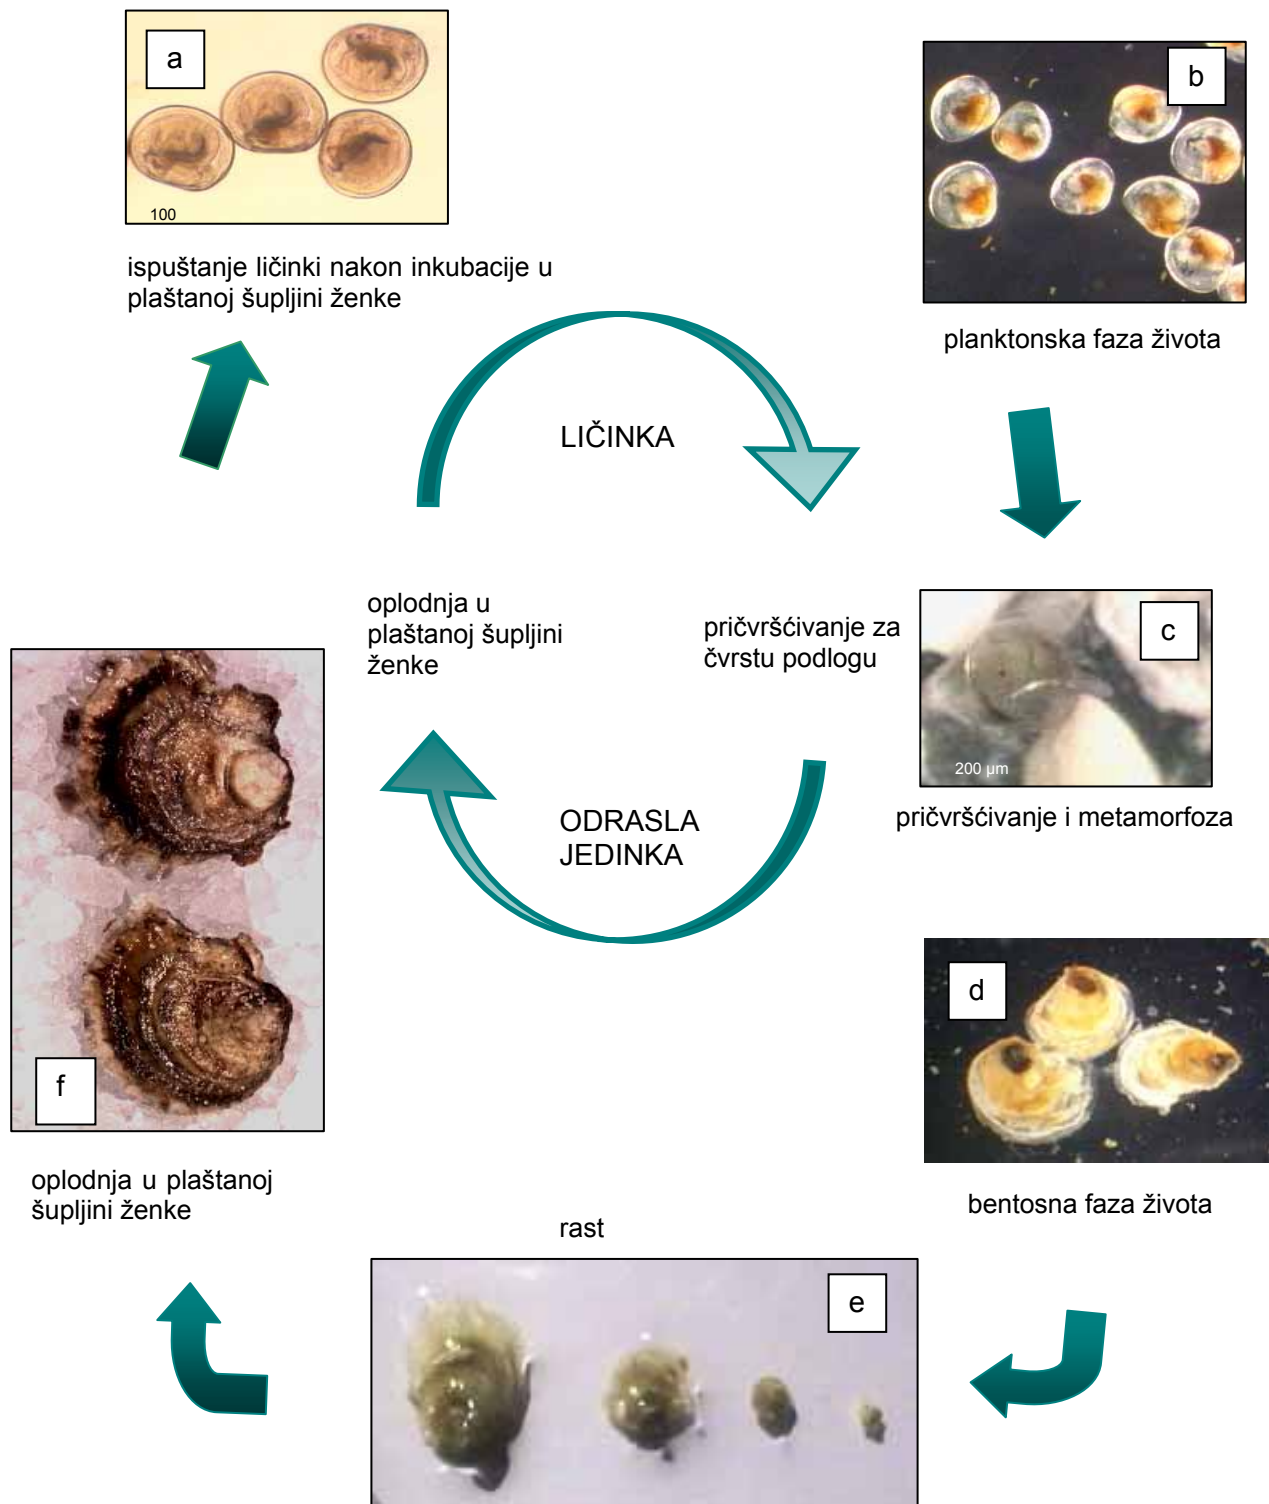 a
100
ispuštanje ličinki nakon inkubacije u
plaštanoj šupljini ženke
b
planktonska faza života
LIČINKA
oplodnja u
plaštanoj šupljini
ženke
pričvršćivanje za
čvrstu podlogu
c
200 µm
pričvršćivanje i metamorfoza
ODRASLA
JEDINKA
d
bentosna faza života
f
oplodnja u plaštanoj
šupljini ženke
rast
e